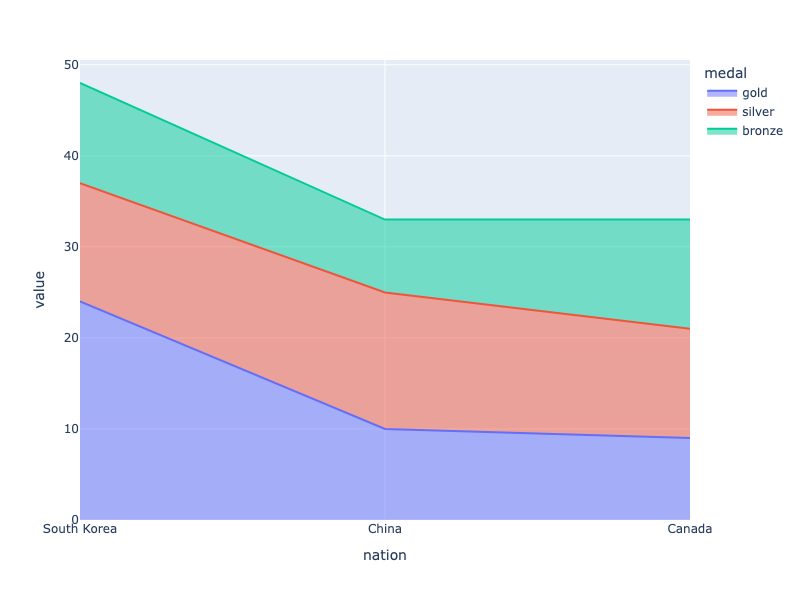 50
40
30
20
10
0
value
South Korea
China
Canada
nation
medal
gold
silver
bronze